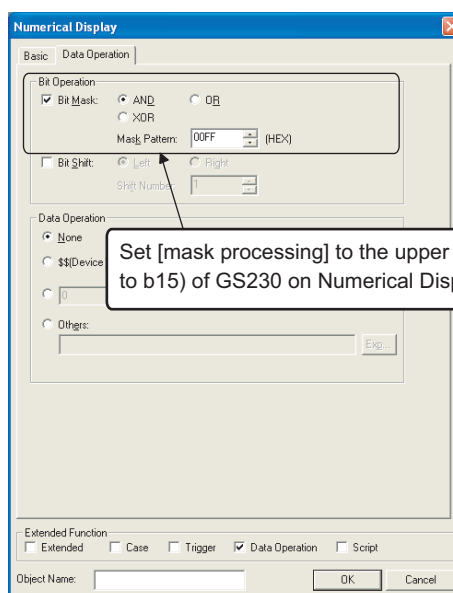 Numerical Display
Basic Data Operation
Bit Operation
Bit Mask: AND OR
XOR
Mask Pattern: 00FF (HEX)
Bit Shift: Left Right
Shift Number: 1
Data Operation
None
$$(Device
0
Others:
Exp...
Set [mask processing] to the upper
to b15) of GS230 on Numerical Disp
Extended Function
Extended Case Trigger Data Operation Script
Object Name:
OK Cancel